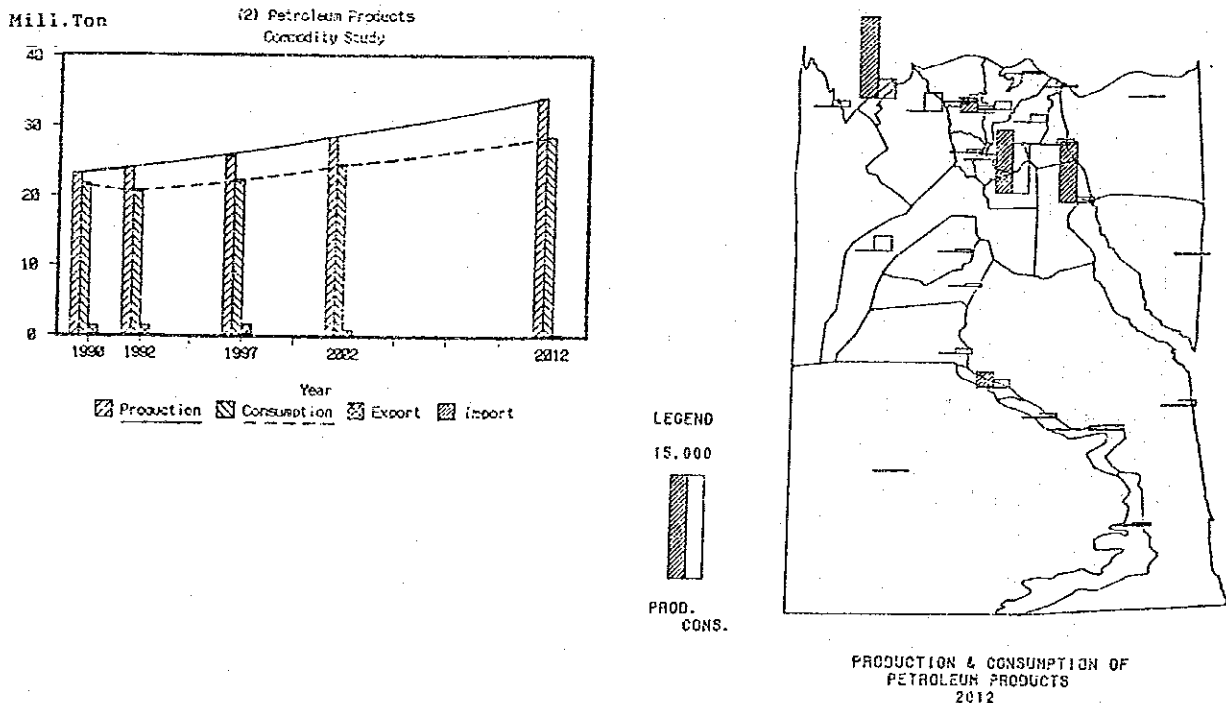 Mill.Ton
(2) Petroleum Products
Commodity Study
40
30
20
10
0
1990 1992 1997 2002 2012
Year
Production Consumption Export Import
LEGEND
15.000
PROD.
CONS.
PRODUCTION & CONSUMPTION OF
PETROLEUM PRODUCTS
2012